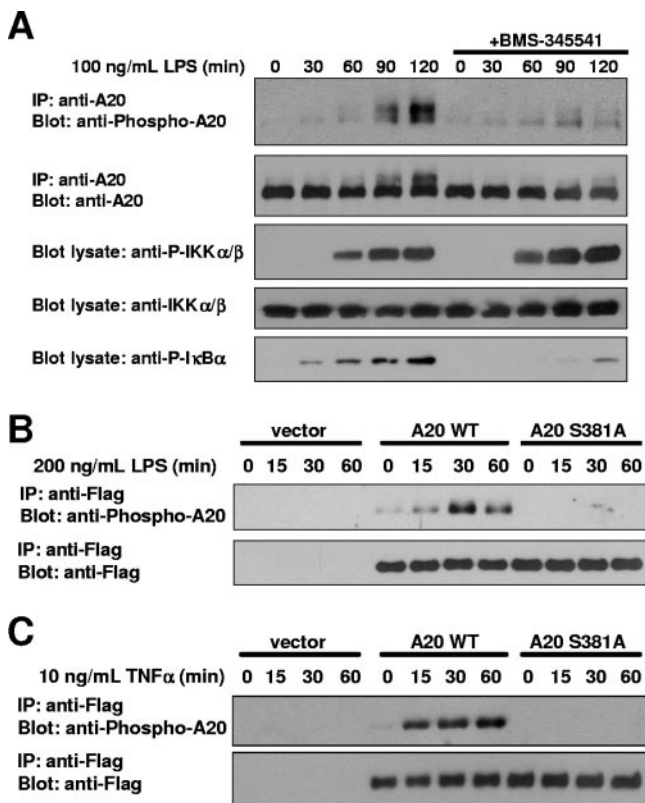 A
+BMS-345541
100 ng/mL LPS (min) 0 30 60 90 120 0 30 60 90 120
IP: anti-A20
Blot: anti-Phospho-A20
IP: anti-A20
Blot: anti-A20
Blot lysate: anti-P-IKKα/β
Blot lysate: anti-IKKα/β
Blot lysate: anti-P-IκBα
B
vector A20 WT A20 S381A
200 ng/mL LPS (min) 0 15 30 60 0 15 30 60 0 15 30 60
IP: anti-Flag
Blot: anti-Phospho-A20
IP: anti-Flag
Blot: anti-Flag
C
vector A20 WT A20 S381A
10 ng/mL TNFα (min) 0 15 30 60 0 15 30 60 0 15 30 60
IP: anti-Flag
Blot: anti-Phospho-A20
IP: anti-Flag
Blot: anti-Flag